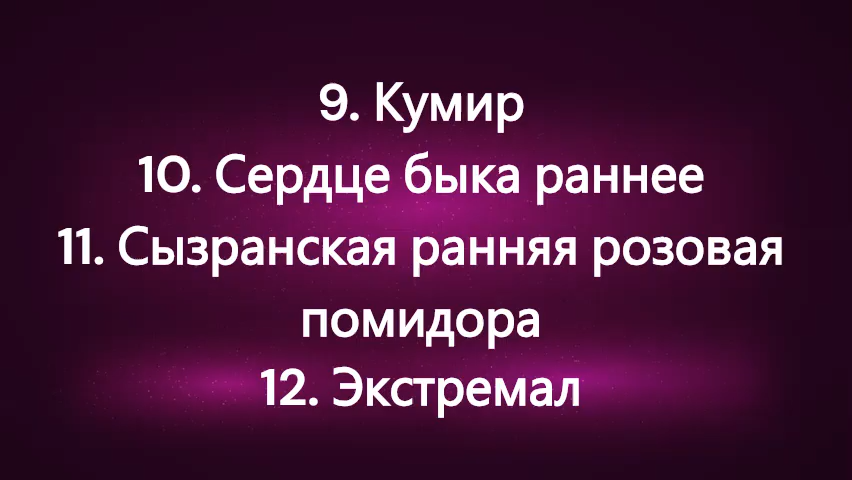 9. Кумир
10. Сердце быка раннее
11. Сызранская ранняя розовая
помидора
12. Экстремал